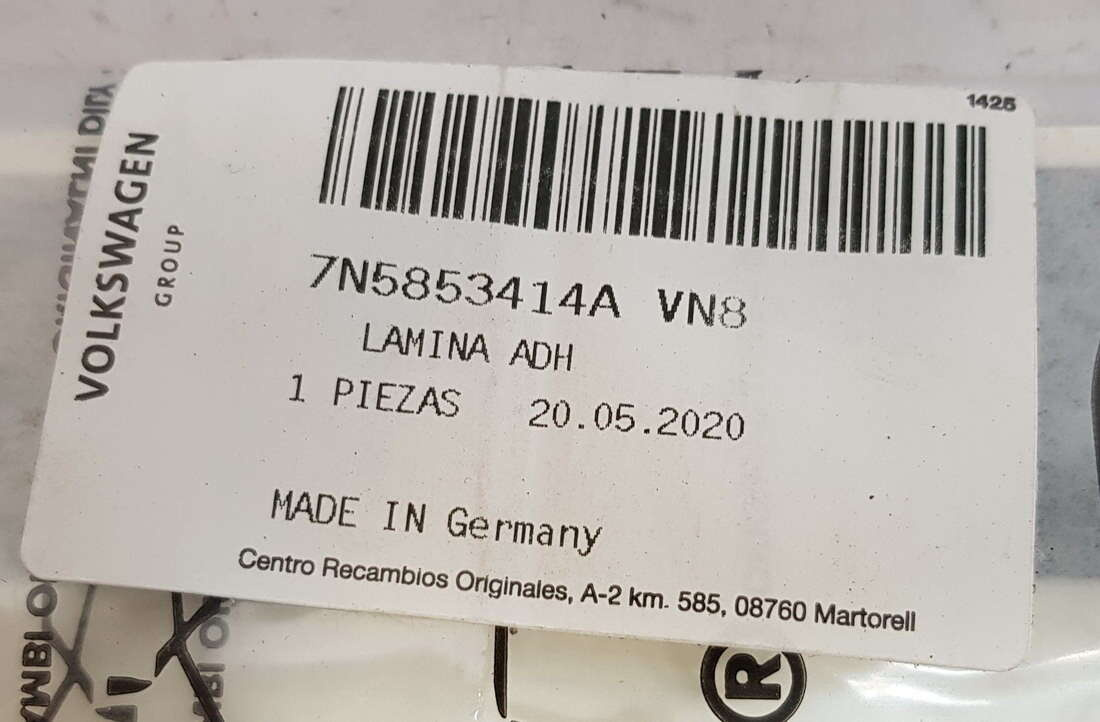 1425
VOLKSWAGEN
GROUP
7N5853414A VN8
LAMINA ADH
1 PIEZAS 20.05.2020
MADE IN Germany
Centro Recambios Originales, A-2 km. 585, 08760 Martorell
®